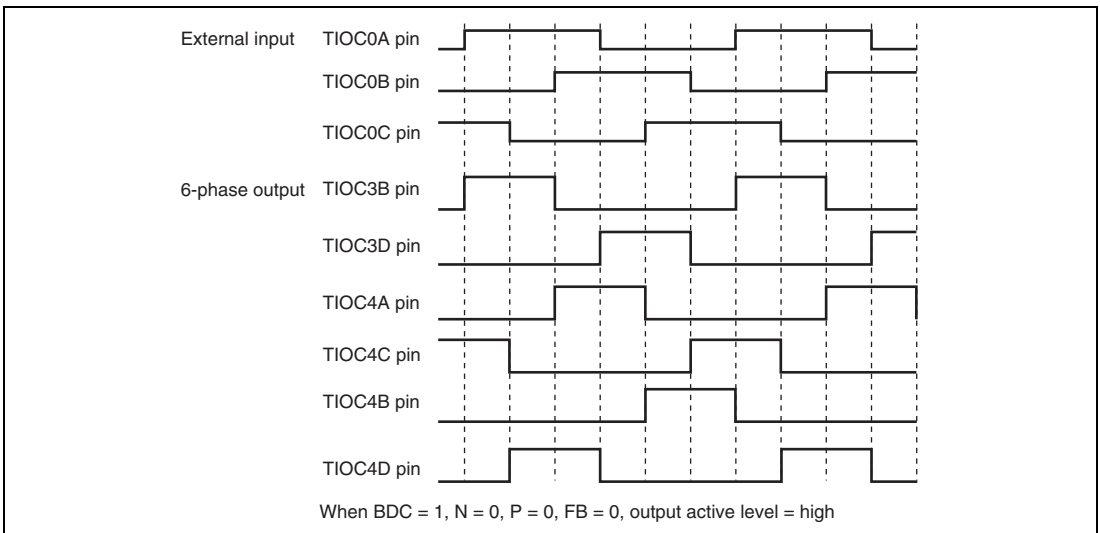 External input TIOC0A pin
TIOC0B pin
TIOC0C pin
6-phase output TIOC3B pin
TIOC3D pin
TIOC4A pin
TIOC4C pin
TIOC4B pin
TIOC4D pin
When BDC = 1, N = 0, P = 0, FB = 0, output active level = high